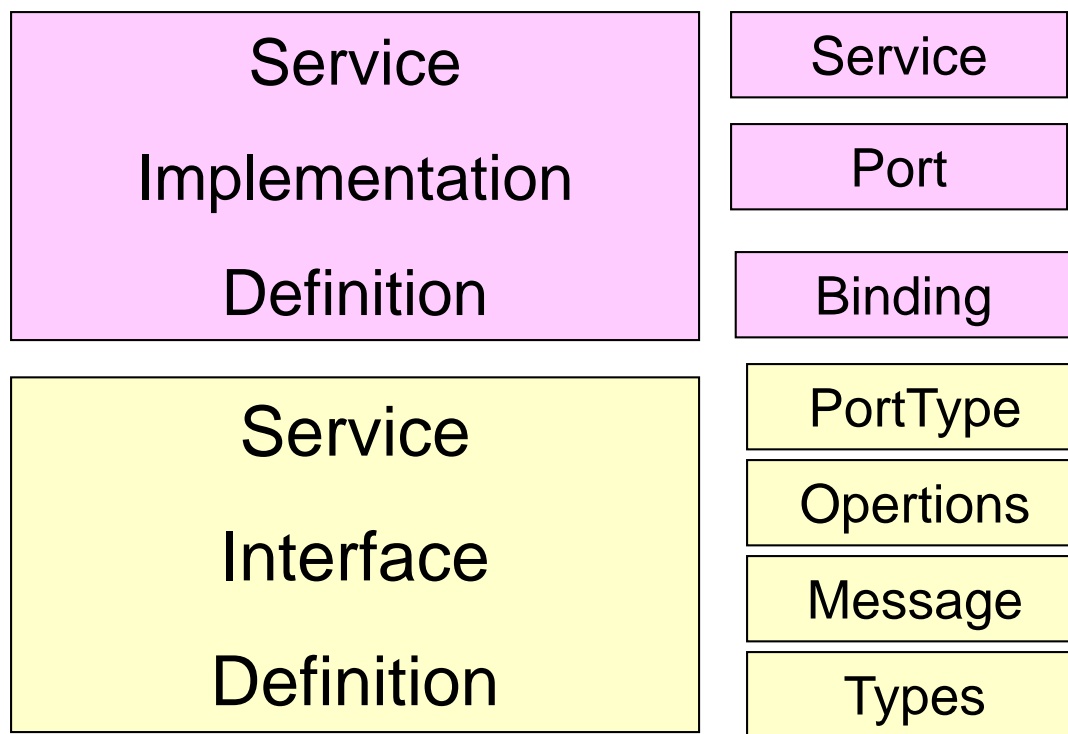 Service
Implementation
Definition
Service
Port
Binding
Service
Interface
Definition
PortType
Opertions
Message
Types